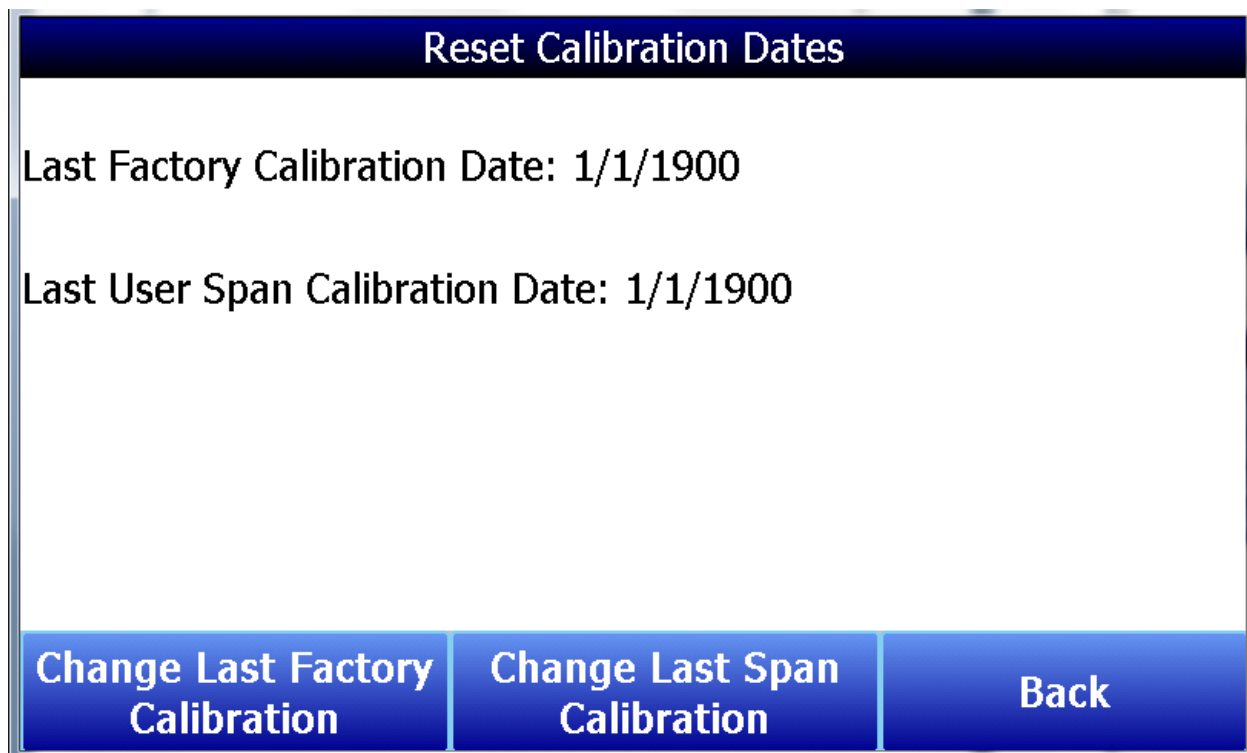 Reset Calibration Dates
Last Factory Calibration Date: 1/1/1900
Last User Span Calibration Date: 1/1/1900
Change Last Factory
Calibration
Change Last Span
Calibration
Back